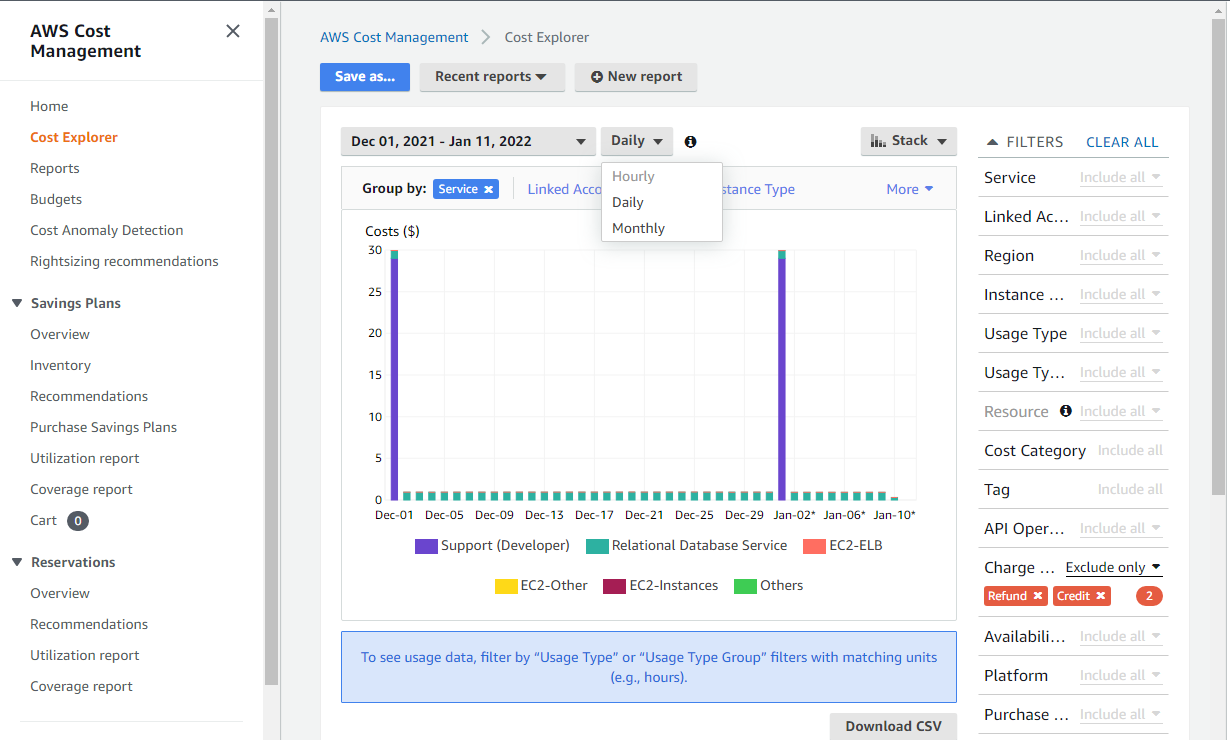 AWS Cost
Management
Home
Cost Explorer
Reports
Budgets
Cost Anomaly Detection
Rightsizing recommendations
Savings Plans
Overview
Inventory
Recommendations
Purchase Savings Plans
Utilization report
Coverage report
Cart 0
Reservations
Overview
Recommendations
Utilization report
Coverage report
AWS Cost Management > Cost Explorer
Save as... Recent reports New report
Dec 01, 2021 - Jan 11, 2022 Daily Stack
Hourly
Daily
Monthly
Group by: Service × Linked Acco stance Type More
Costs ($)
30
25
20
15
10
5
0
Dec-01 Dec-05 Dec-09 Dec-13 Dec-17 Dec-21 Dec-25 Dec-29 Jan-02* Jan-06* Jan-10*
Support (Developer) Relational Database Service EC2-ELB
EC2-Other EC2-Instances Others
To see usage data, filter by “Usage Type” or “Usage Type Group” filters with matching units
(e.g., hours).
Download CSV
FILTERS CLEAR ALL
Service Include all
Linked Ac... Include all
Region Include all
Instance ... Include all
Usage Type Include all
Usage Ty... Include all
Resource Include all
Cost Category Include all
Tag Include all
API Oper... Include all
Charge ... Exclude only
Refund × Credit × 2
Availabili... Include all
Platform Include all
Purchase ... Include all